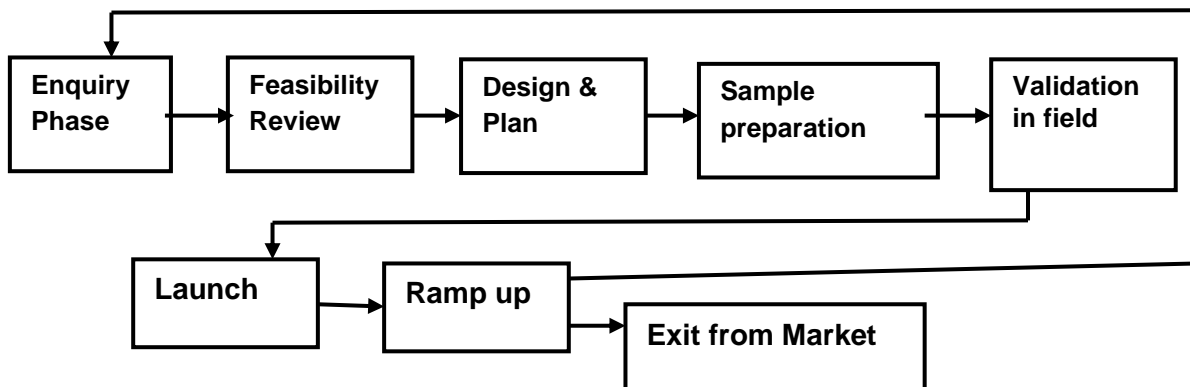 Enquiry
Phase
Feasibility
Review
Design &
Plan
Sample
preparation
Validation
in field
Launch
Ramp up
Exit from Market